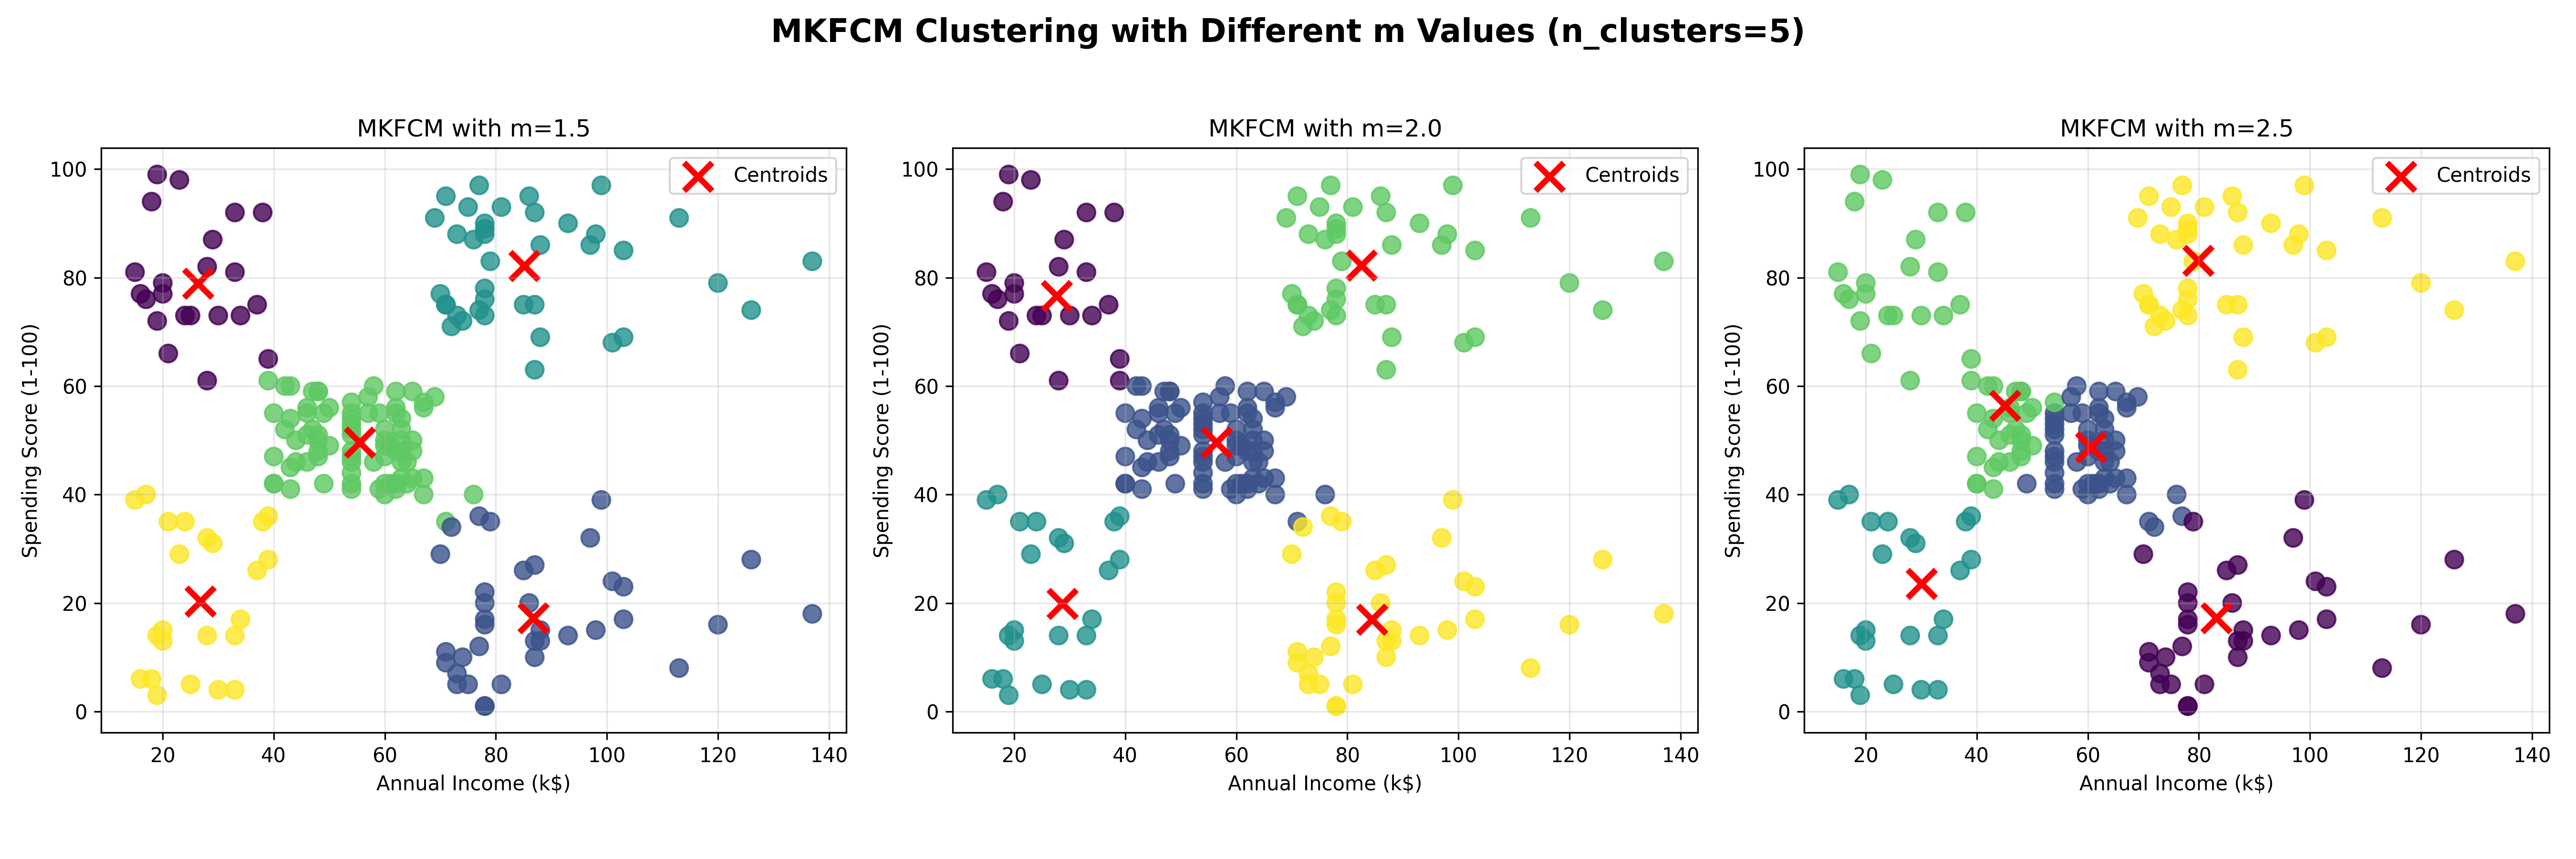 MKFCM Clustering with Different m Values (n_clusters=5)
MKFCM with m=1.5
Centroids
Spending Score (1-100)
100
80
60
40
20
0
20 40 60 80 100 120 140
Annual Income (k$)
MKFCM with m=2.0
Centroids
Spending Score (1-100)
100
80
60
40
20
0
20 40 60 80 100 120 140
Annual Income (k$)
MKFCM with m=2.5
Centroids
Spending Score (1-100)
100
80
60
40
20
0
20 40 60 80 100 120 140
Annual Income (k$)